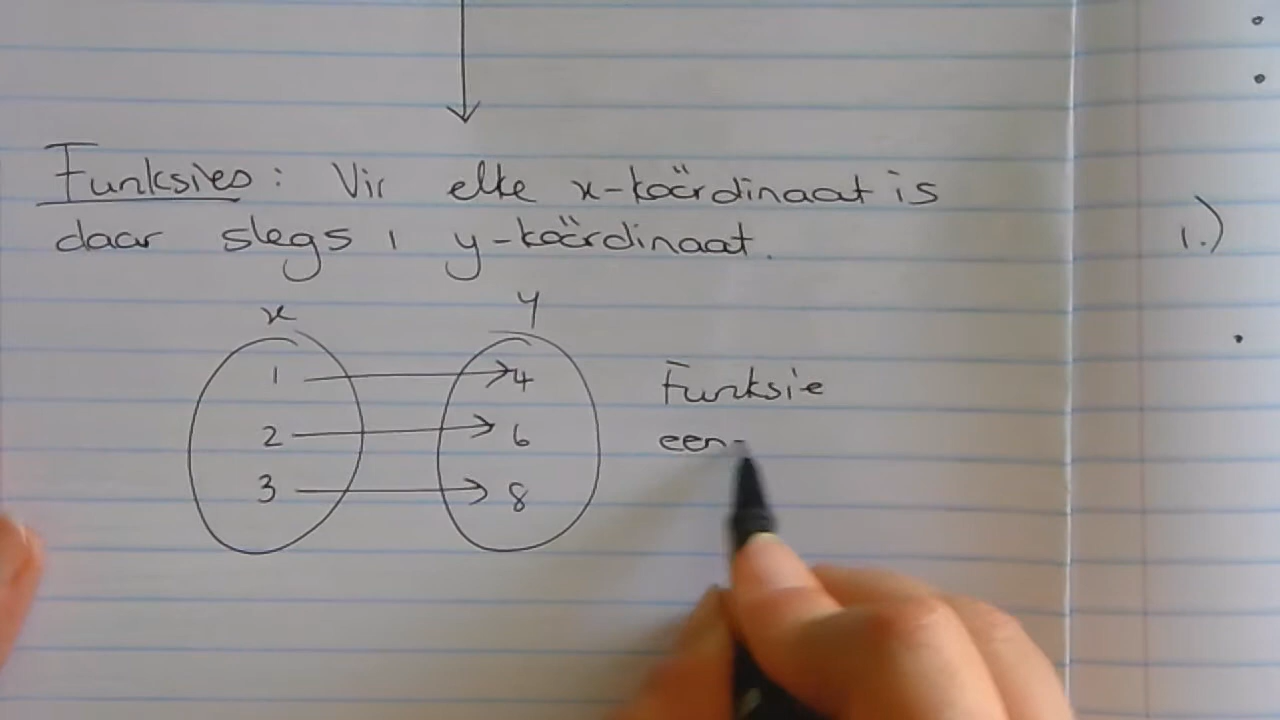 Funksies: Vir elke x-koördinaat is
daar slegs 1 y-koördinaat.
x y
1 4
2 6
3 8
Funksie
een-
1.)